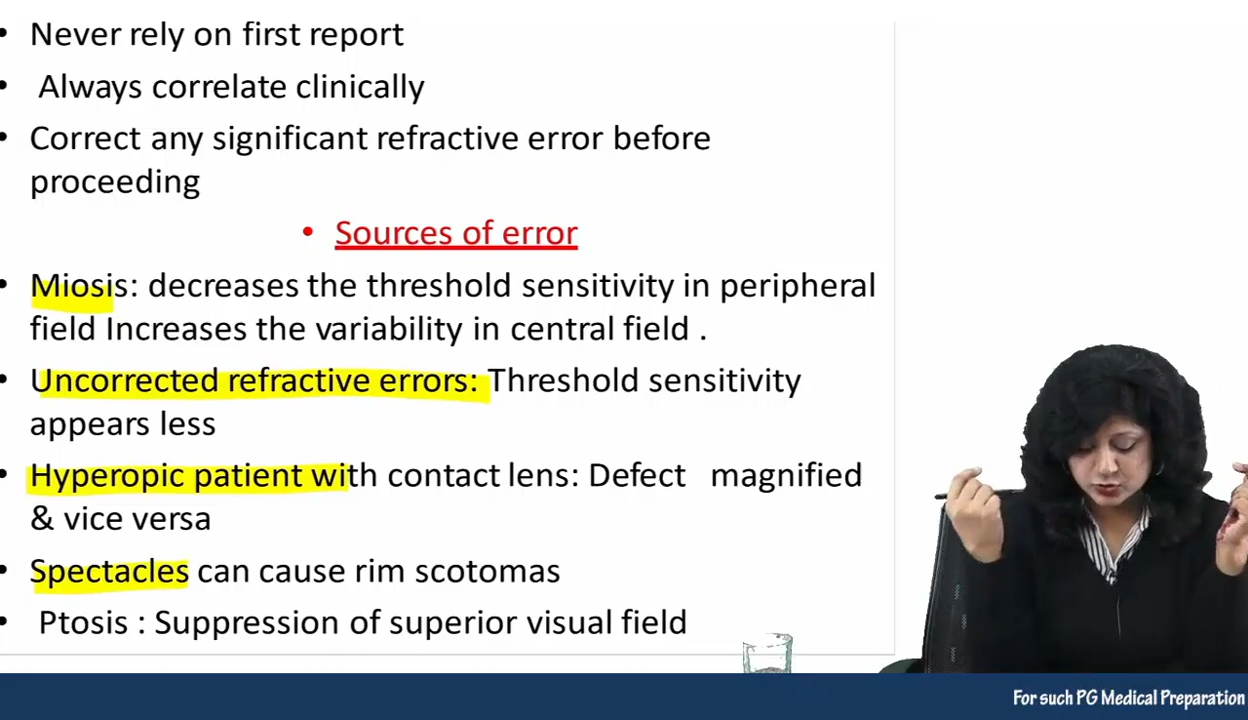 • Never rely on first report
• Always correlate clinically
• Correct any significant refractive error before
proceeding
• Sources of error
• Miosis: decreases the threshold sensitivity in peripheral
field Increases the variability in central field .
• Uncorrected refractive errors: Threshold sensitivity
appears less
• Hyperopic patient with contact lens: Defect magnified
& vice versa
• Spectacles can cause rim scotomas
• Ptosis : Suppression of superior visual field
For such PG Medical Preparation